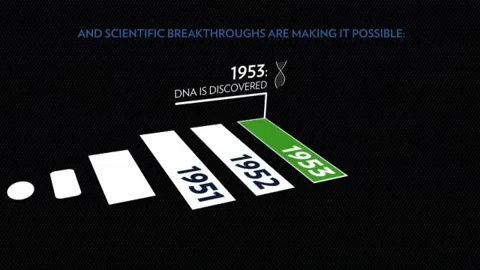 AND SCIENTIFIC BREAKTHROUGHS ARE MAKING IT POSSIBLE:
1953:
DNA IS DISCOVERED
1951
1952
1953